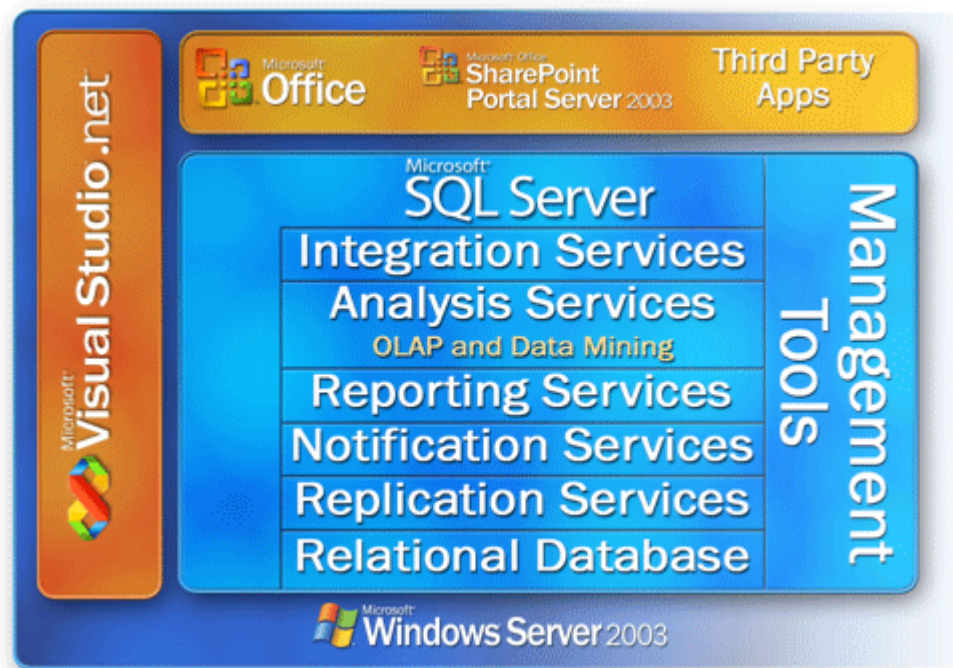 Microsoft
Visual Studio.net
Microsoft
Office
Microsoft Office
SharePoint
Portal Server 2003
Third Party
Apps
Microsoft
SQL Server
Integration Services
Analysis Services
OLAP and Data Mining
Reporting Services
Notification Services
Replication Services
Relational Database
Management
Tools
Microsoft
Windows Server 2003